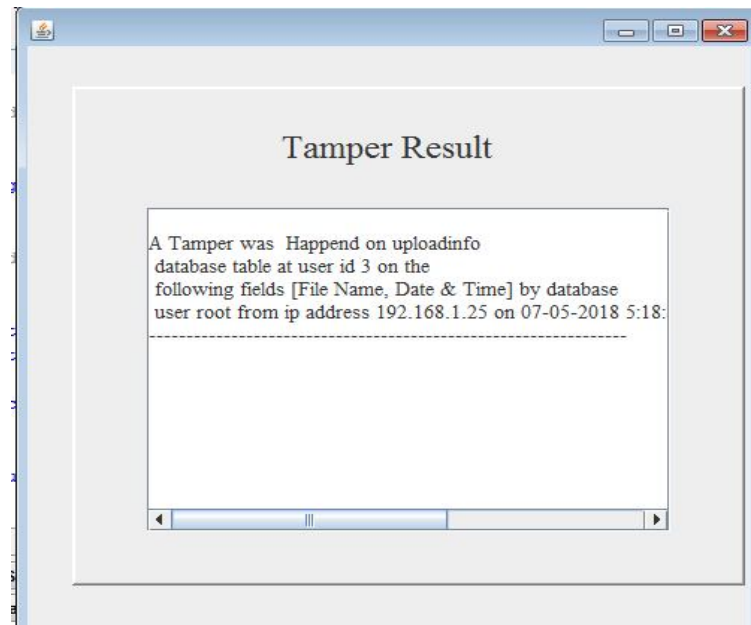 Tamper Result
A Tamper was  Happend on uploadinfo
database table at user id 3 on the
following fields [File Name, Date & Time] by database
user root from ip address 192.168.1.25 on 07-05-2018 5:18:
--------------------------------------------------------------